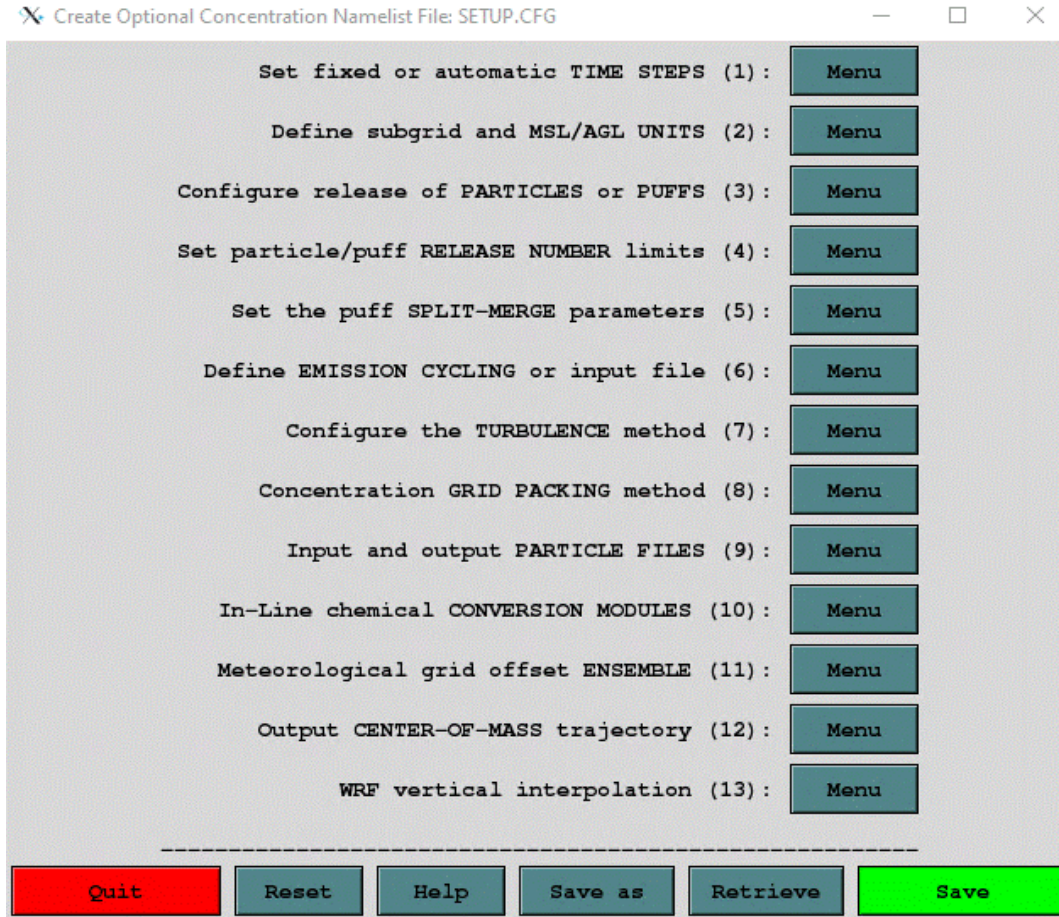 Create Optional Concentration Namelist File: SETUP.CFG
Set fixed or automatic TIME STEPS (1): Menu
Define subgrid and MSL/AGL UNITS (2): Menu
Configure release of PARTICLES or PUFFS (3): Menu
Set particle/puff RELEASE NUMBER limits (4): Menu
Set the puff SPLIT-MERGE parameters (5): Menu
Define EMISSION CYCLING or input file (6): Menu
Configure the TURBULENCE method (7): Menu
Concentration GRID PACKING method (8): Menu
Input and output PARTICLE FILES (9): Menu
In-Line chemical CONVERSION MODULES (10): Menu
Meteorological grid offset ENSEMBLE (11): Menu
Output CENTER-OF-MASS trajectory (12): Menu
WRF vertical interpolation (13): Menu
Quit Reset Help Save as Retrieve Save